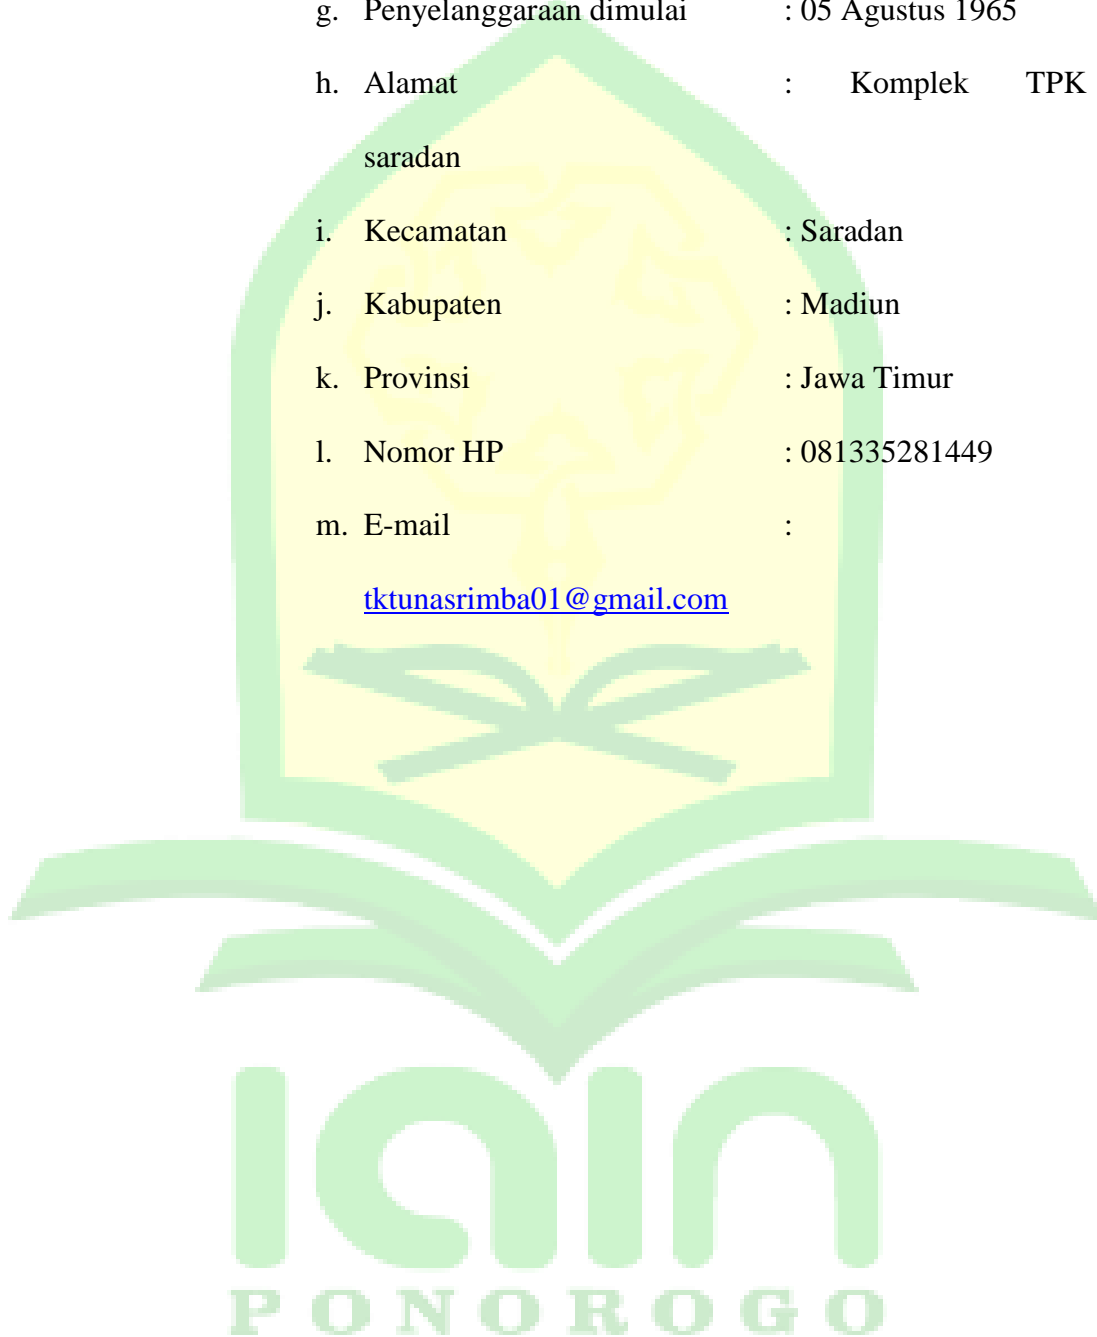 g. Penyelanggaraan dimulai : 05 Agustus 1965
h. Alamat : Komplek TPK
saradan
i. Kecamatan : Saradan
j. Kabupaten : Madiun
k. Provinsi : Jawa Timur
l. Nomor HP : 081335281449
m. E-mail :
tktunasrimba01@gmail.com
IAIN
PONOROGO